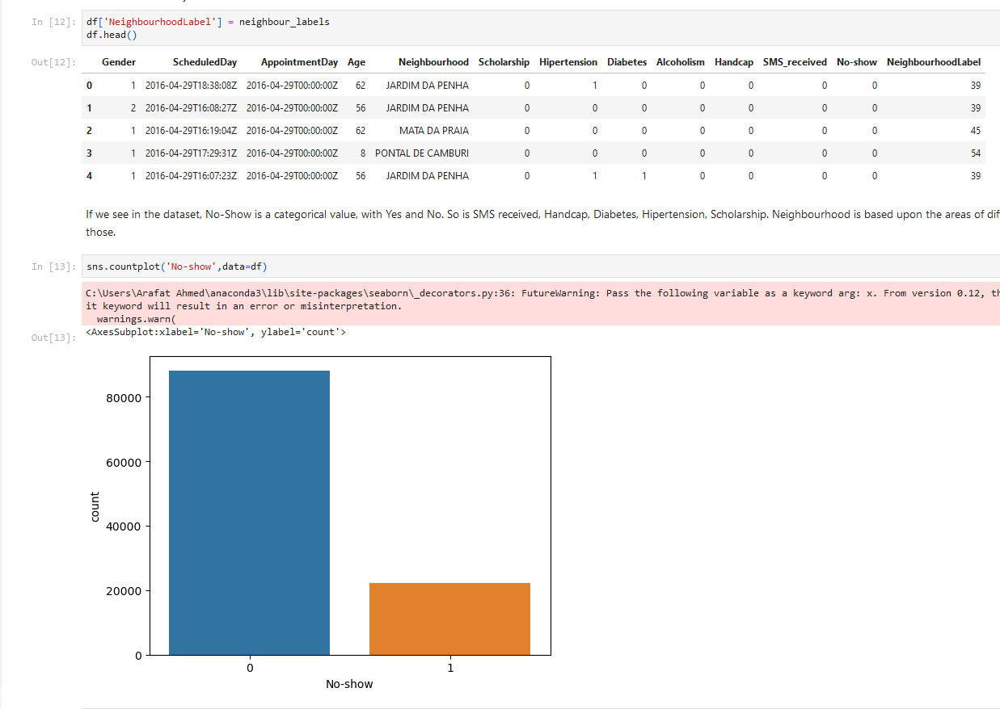 In [12]: df['NeighbourhoodLabel'] = neighbour_labels
df.head()
Out[12]: Gender ScheduledDay AppointmentDay Age Neighbourhood Scholarship Hipertension Diabetes Alcoholism Handcap SMS_received No-show NeighbourhoodLabel
0 1 2016-04-29T18:38:08Z 2016-04-29T00:00:00Z 62 JARDIM DA PENHA 0 1 0 0 0 0 0 39
1 2 2016-04-29T16:08:27Z 2016-04-29T00:00:00Z 56 JARDIM DA PENHA 0 0 0 0 0 0 0 39
2 1 2016-04-29T16:19:04Z 2016-04-29T00:00:00Z 62 MATA DA PRAIA 0 0 0 0 0 0 0 45
3 1 2016-04-29T17:29:31Z 2016-04-29T00:00:00Z 8 PONTAL DE CAMBURI 0 0 0 0 0 0 0 54
4 1 2016-04-29T16:07:23Z 2016-04-29T00:00:00Z 56 JARDIM DA PENHA 0 1 1 0 0 0 0 39
If we see in the dataset, No-Show is a categorical value, with Yes and No. So is SMS received, Handcap, Diabetes, Hipertension, Scholarship. Neighbourhood is based upon the areas of dif
those.
In [13]: sns.countplot('No-show',data=df)
C:\Users\Arafat Ahmed\anaconda3\lib\site-packages\seaborn\_decorators.py:36: FutureWarning: Pass the following variable as a keyword arg: x. From version 0.12, th
it keyword will result in an error or misinterpretation.
warnings.warn(
Out[13]: <AxesSubplot:xlabel='No-show', ylabel='count'>
80000
60000
count
40000
20000
0
0 1
No-show